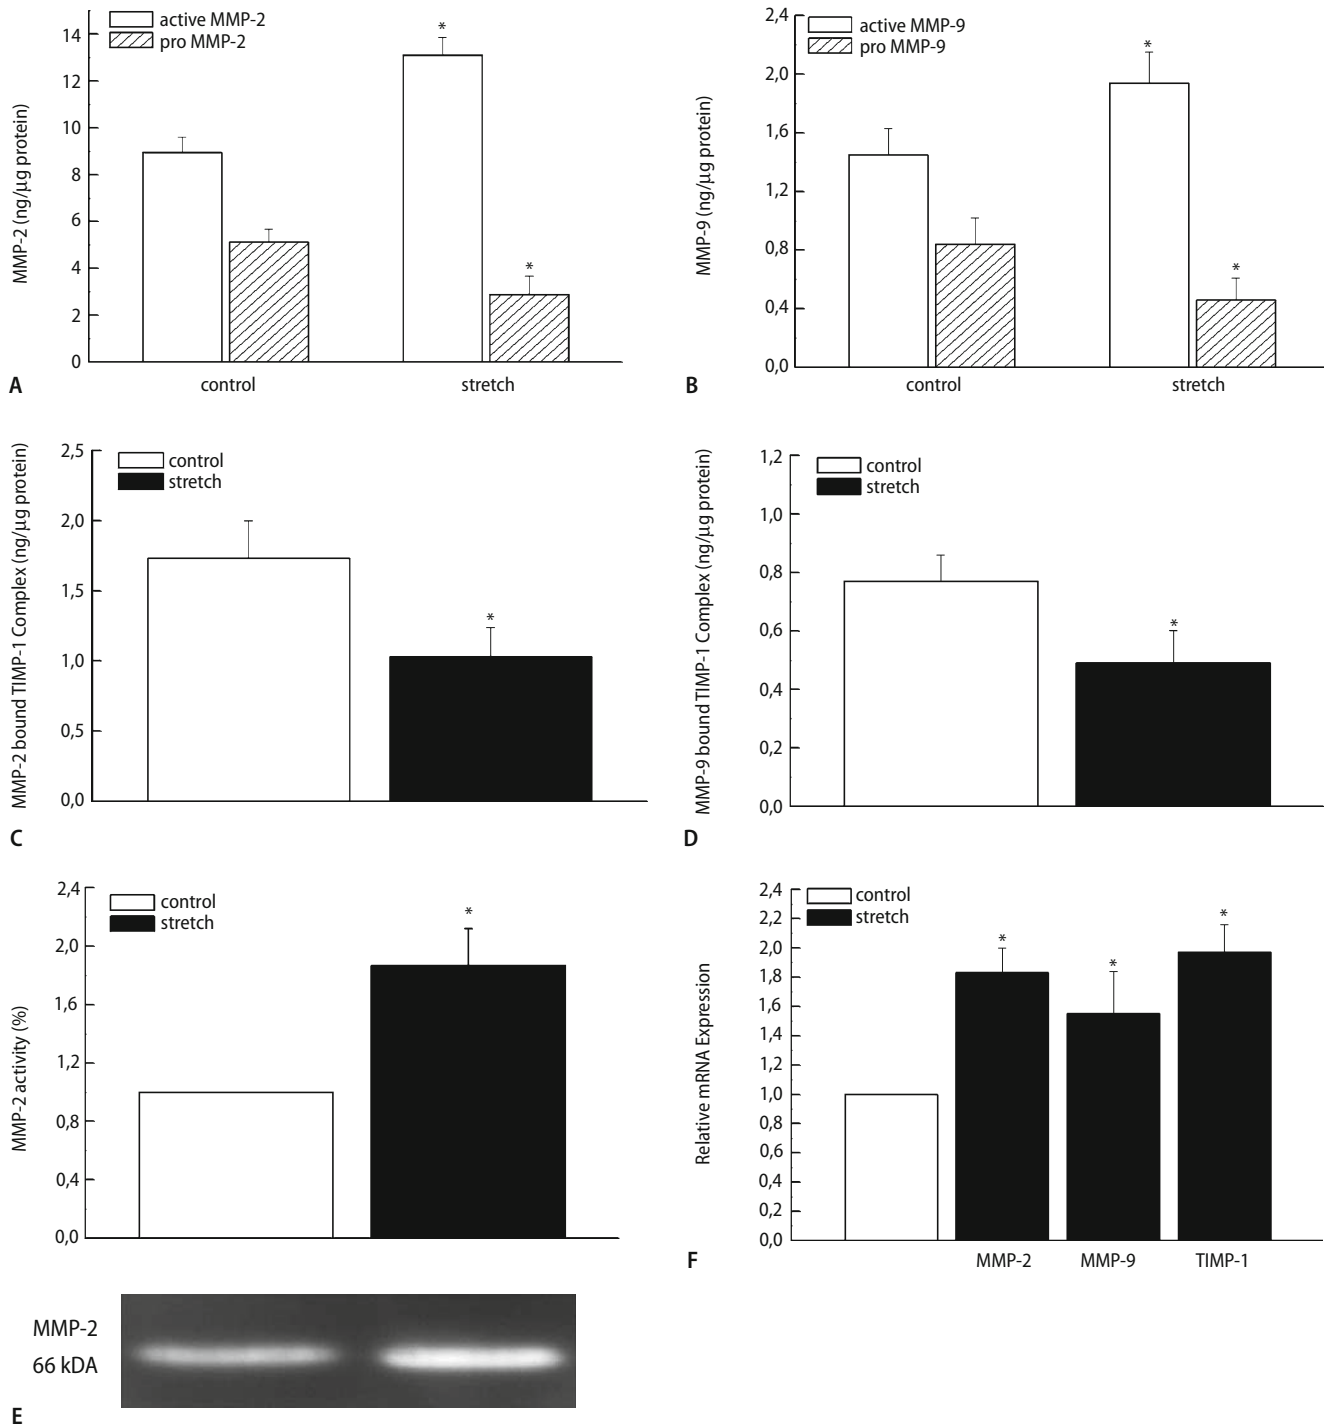 MMP-2 (ng/µg protein)
14
12
10
8
6
4
2
0
active MMP-2
pro MMP-2
*
*
control
stretch
A
MMP-9 (ng/µg protein)
2,4
2,0
1,6
1,2
0,8
0,4
0,0
active MMP-9
pro MMP-9
*
*
control
stretch
B
MMP-2 bound TIMP-1 Complex (ng/µg protein)
2,5
2,0
1,5
1,0
0,5
0,0
control
stretch
*
C
MMP-9 bound TIMP-1 Complex (ng/µg protein)
1,2
1,0
0,8
0,6
0,4
0,2
0,0
control
stretch
*
D
MMP-2 activity (%)
2,4
2,0
1,6
1,2
0,8
0,4
0,0
control
stretch
*
MMP-2
66 kDA
E
Relative mRNA Expression
2,4
2,2
2,0
1,8
1,6
1,4
1,2
1,0
0,8
0,6
0,4
0,2
0,0
control
stretch
*
*
*
MMP-2
MMP-9
TIMP-1
F